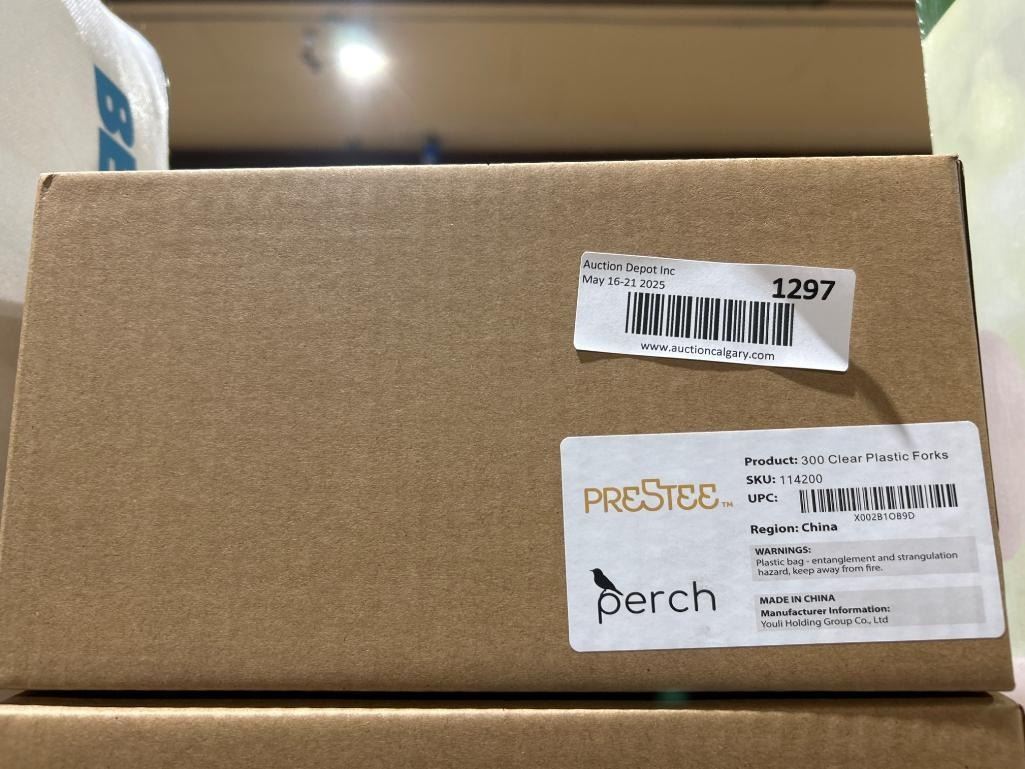 BE
Auction Depot Inc
May 16-21 2025
1297
www.auctioncalgary.com
PRESTEE™
Product: 300 Clear Plastic Forks
SKU: 114200
UPC:
X002B1OB9D
Region: China
WARNINGS:
Plastic bag - entanglement and strangulation
hazard, keep away from fire.
perch
MADE IN CHINA
Manufacturer Information:
Youli Holding Group Co., Ltd